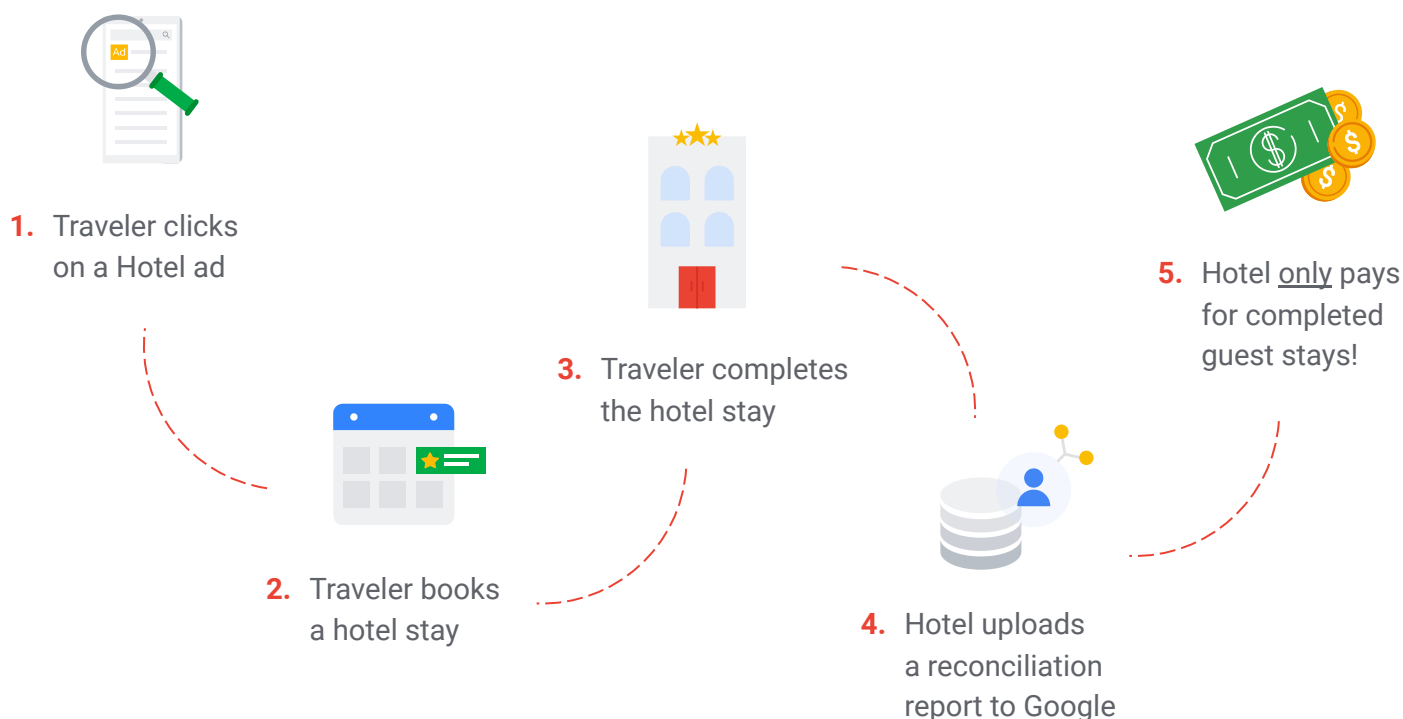 Ad
1. Traveler clicks
on a Hotel ad
2. Traveler books
a hotel stay
3. Traveler completes
the hotel stay
4. Hotel uploads
a reconciliation
report to Google
5. Hotel only pays
for completed
guest stays!
$
$
$
$